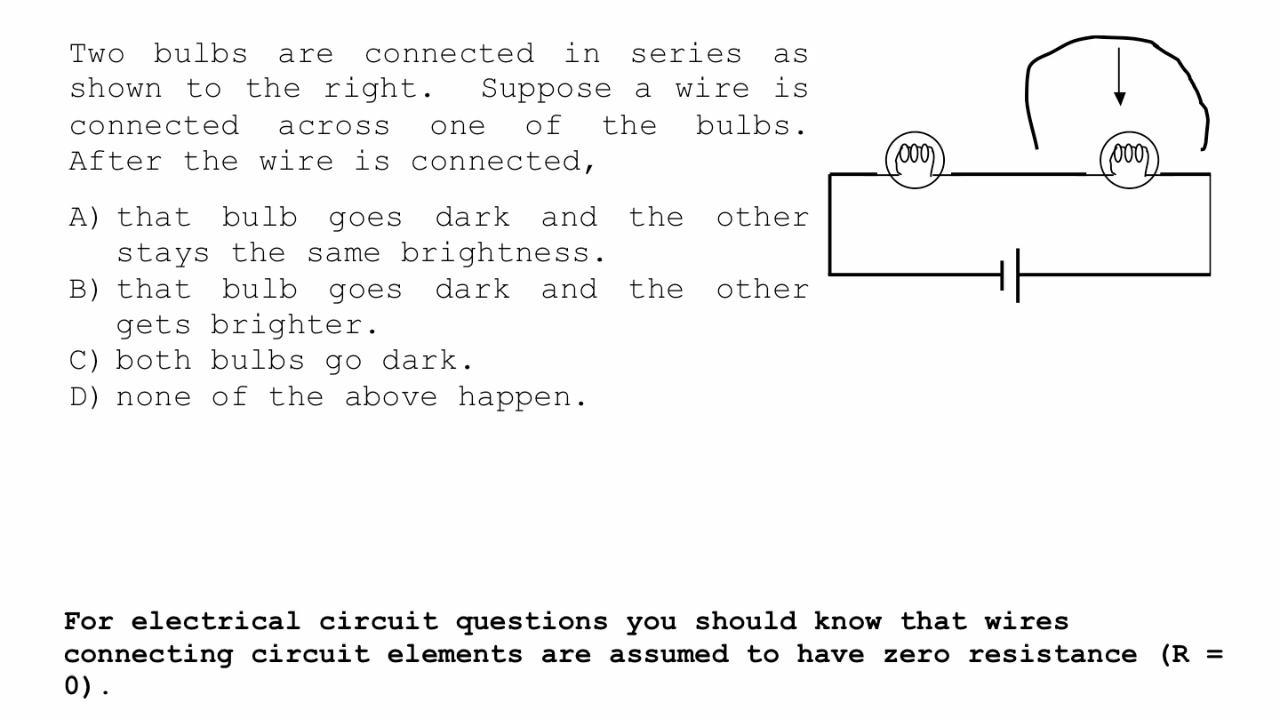 Two bulbs are connected in series as
shown to the right. Suppose a wire is
connected across one of the bulbs.
After the wire is connected,
A) that bulb goes dark and the other
stays the same brightness.
B) that bulb goes dark and the other
gets brighter.
C) both bulbs go dark.
D) none of the above happen.
For electrical circuit questions you should know that wires
connecting circuit elements are assumed to have zero resistance (R =
0).